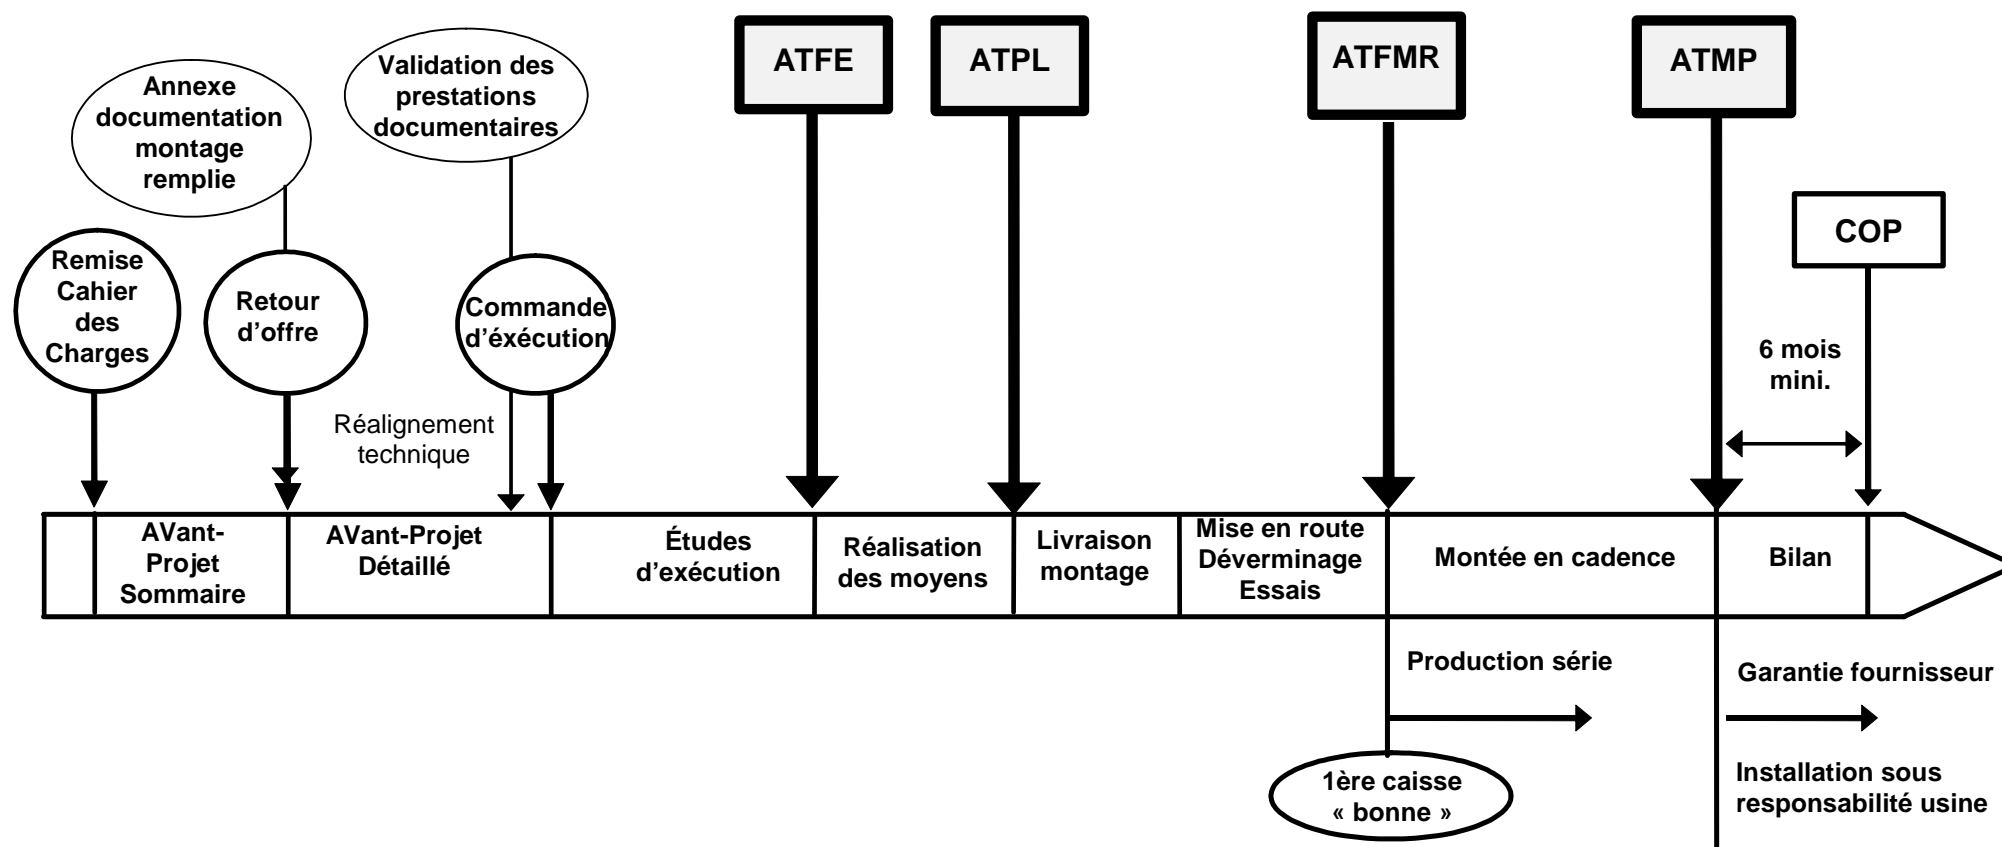 Annexe
documentation
montage
remplie
Validation des
prestations
documentaires
ATFE
ATPL
ATFMR
ATMP
COP
Remise
Cahier
des
Charges
Retour
d’offre
Commande
d’éxécution
6 mois
mini.
Réalignement
technique
AVant-
Projet
Sommaire
AVant-Projet
Détaillé
Études
d’exécution
Réalisation
des moyens
Livraison
montage
Mise en route
Déverminage
Essais
Montée en cadence
Bilan
Production série
Garantie fournisseur
1ère caisse
« bonne »
Installation sous
responsabilité usine